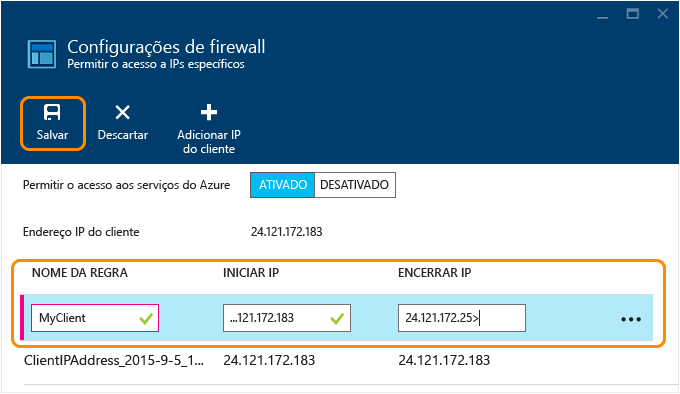 Configurações de firewall
Permitir o acesso a IPs específicos
Salvar
Descartar
Adicionar IP
do cliente
Permitir o acesso aos serviços do Azure
ATIVADO
DESATIVADO
Endereço IP do cliente
24.121.172.183
NOME DA REGRA
INICIAR IP
ENCERRAR IP
MyClient
...121.172.183
24.121.172.25>
ClientIPAddress_2015-9-5_1...
24.121.172.183
24.121.172.183